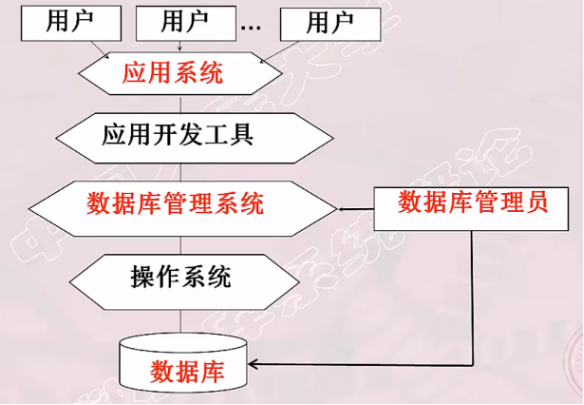 用户 用户 … 用户
应用系统
应用开发工具
数据库管理系统 数据库管理员
操作系统
数据库